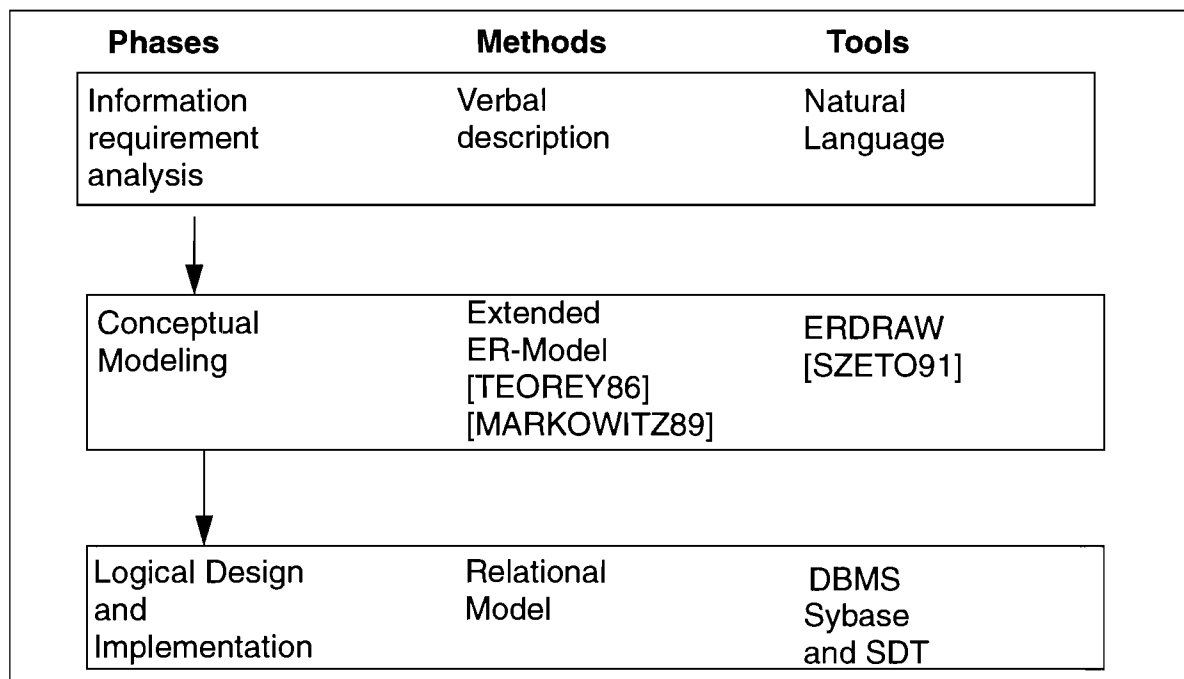 Phases Methods Tools
Information
requirement
analysis
Verbal
description
Natural
Language
Conceptual
Modeling
Extended
ER-Model
[TEOREY86]
[MARKOWITZ89]
ERDRAW
[SZETO91]
Logical Design
and
Implementation
Relational
Model
DBMS
Sybase
and SDT